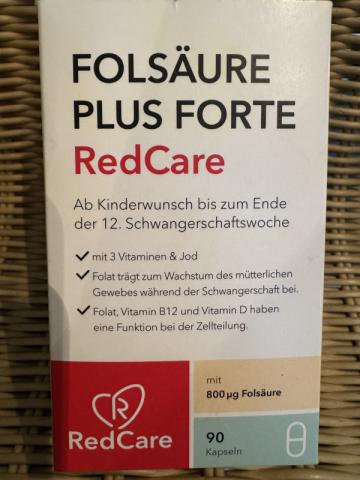 FOLSÄURE
PLUS FORTE
RedCare
Ab Kinderwunsch bis zum Ende
der 12. Schwangerschaftswoche
mit 3 Vitaminen & Jod
Folat trägt zum Wachstum des mütterlichen
Gewebes während der Schwangerschaft bei.
Folat, Vitamin B12 und Vitamin D haben
eine Funktion bei der Zellteilung.
mit
800 µg Folsäure
R
RedCare
90
Kapseln